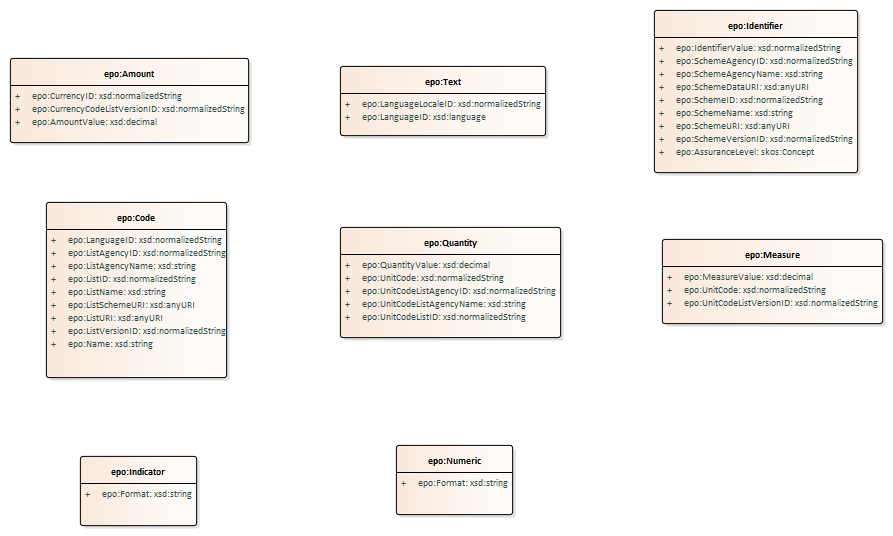 epo:Amount
+ epo:CurrencyID: xsd:normalizedString
+ epo:CurrencyCodeListVersionID: xsd:normalizedString
+ epo:AmountValue: xsd:decimal
epo:Text
+ epo:LanguageLocaleID: xsd:normalizedString
+ epo:LanguageID: xsd:language
epo:Identifier
+ epo:IdentifierValue: xsd:normalizedString
+ epo:SchemeAgencyID: xsd:normalizedString
+ epo:SchemeAgencyName: xsd:string
+ epo:SchemeDataURI: xsd:anyURI
+ epo:SchemeID: xsd:normalizedString
+ epo:SchemeName: xsd:string
+ epo:SchemeURI: xsd:anyURI
+ epo:SchemeVersionID: xsd:normalizedString
+ epo:AssuranceLevel: skos:Concept
epo:Code
+ epo:LanguageID: xsd:normalizedString
+ epo:ListAgencyID: xsd:normalizedString
+ epo:ListAgencyName: xsd:string
+ epo:ListID: xsd:normalizedString
+ epo:ListName: xsd:string
+ epo:ListSchemeURI: xsd:anyURI
+ epo:ListURI: xsd:anyURI
+ epo:ListVersionID: xsd:normalizedString
+ epo:Name: xsd:string
epo:Quantity
+ epo:QuantityValue: xsd:decimal
+ epo:UnitCode: xsd:normalizedString
+ epo:UnitCodeListAgencyID: xsd:normalizedString
+ epo:UnitCodeListAgencyName: xsd:string
+ epo:UnitCodeListID: xsd:normalizedString
epo:Measure
+ epo:MeasureValue: xsd:decimal
+ epo:UnitCode: xsd:normalizedString
+ epo:UnitCodeListVersionID: xsd:normalizedString
epo:Indicator
+ epo:Format: xsd:string
epo:Numeric
+ epo:Format: xsd:string